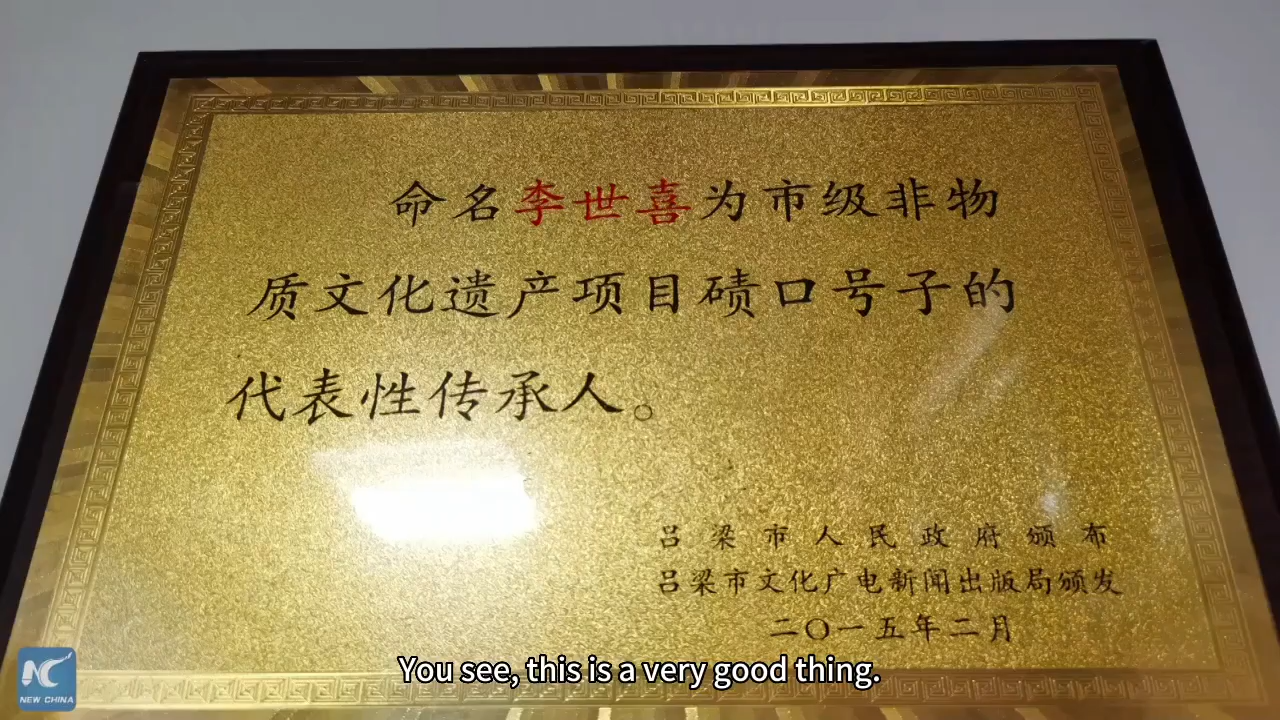 命名李世喜为市级非物
质文化遗产项目碛口号子的
代表性传承人。
吕梁市人民政府颁布
吕梁市文化广电新闻出版局颁发
二〇一五年二月
You see, this is a very good thing.
NEW CHINA